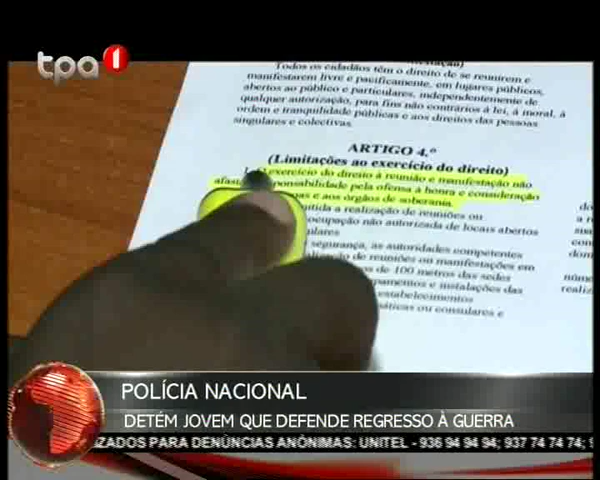 tpa 1
Todos os cidadãos têm o direito de se reunirem e
manifestarem livre e pacificamente, em lugares públicos,
abertos ao público e particulares, independentemente de
qualquer autorização, para fins não contrários à lei, à moral, à
ordem e tranquilidade públicas e aos direitos das pessoas
singulares e colectivas.
ARTIGO 4.º
(Limitações ao exercício do direito)
1. O exercício do direito à reunião e manifestação não
responsabilidade pela ofensa à honra e consideração
e aos órgãos de soberania.
a realização de reuniões ou
ocupação não autorizada de locais abertos
segurança, as autoridades competentes
de reuniões ou manifestações em
de 100 metros das sedes
e instalações das
estabelecimentos
ou consulares e
POLÍCIA NACIONAL
DETÉM JOVEM QUE DEFENDE REGRESSO À GUERRA
ZADOS PARA DENÚNCIAS ANÓNIMAS: UNITEL - 936 94 94 94; 937 74 74 74;